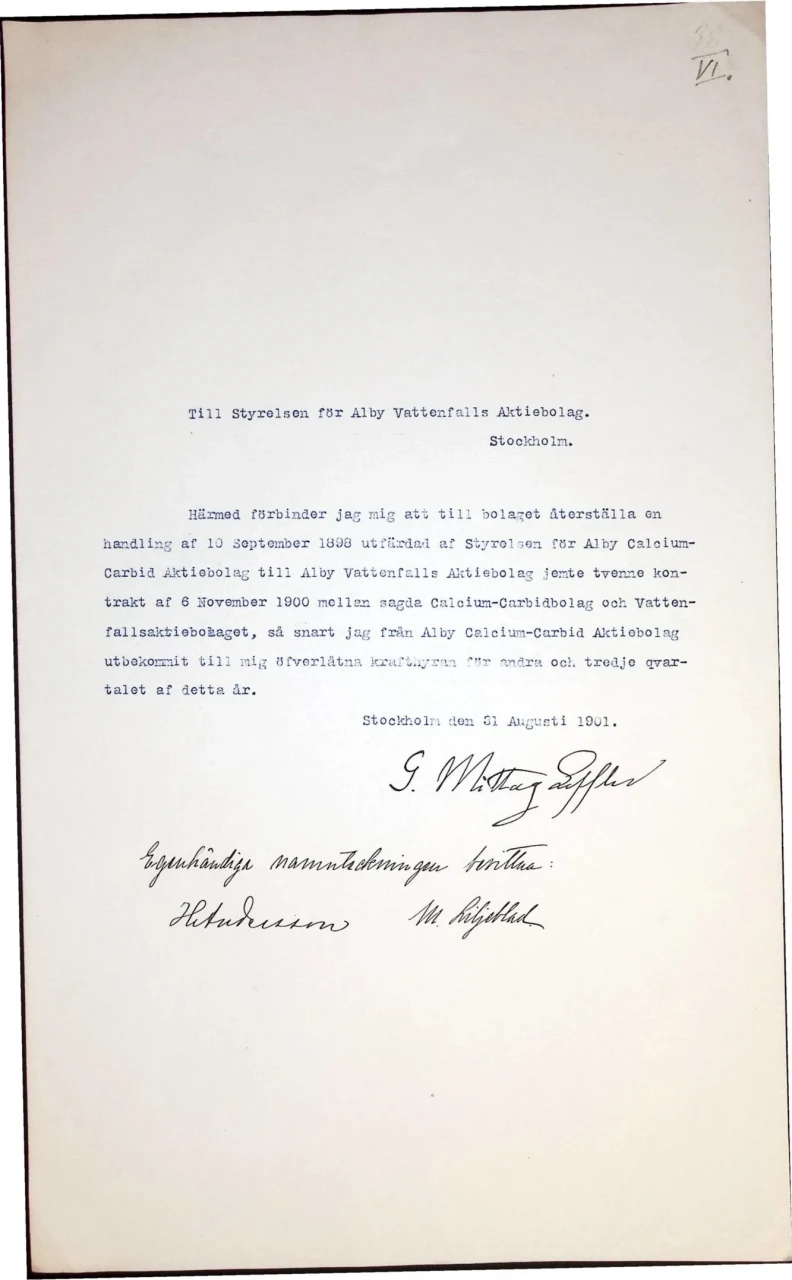 VI.
Till Styrelsen för Alby Vattenfalls Aktiebolag.
Stockholm.
Härmed förbinder jag mig att till bolaget återställa en
handling af 10 September 1898 utfärdad af Styrelsen för Alby Calcium-
Carbid Aktiebolag till Alby Vattenfalls Aktiebolag jemte tvenne kon-
trakt af 6 November 1900 mellan sagda Calcium-Carbidbolag och Vatten-
fallsaktiebolaget, så snart jag från Alby Calcium-Carbid Aktiebolag
utbekommit till mig öfverlåtna krafthyran för andra och tredje qvar-
talet af detta år.
Stockholm den 31 Augusti 1901.
G. Mittag Leffler
Egenhändiga namnteckningen bevittna:
H Andersson M. Liljeblad